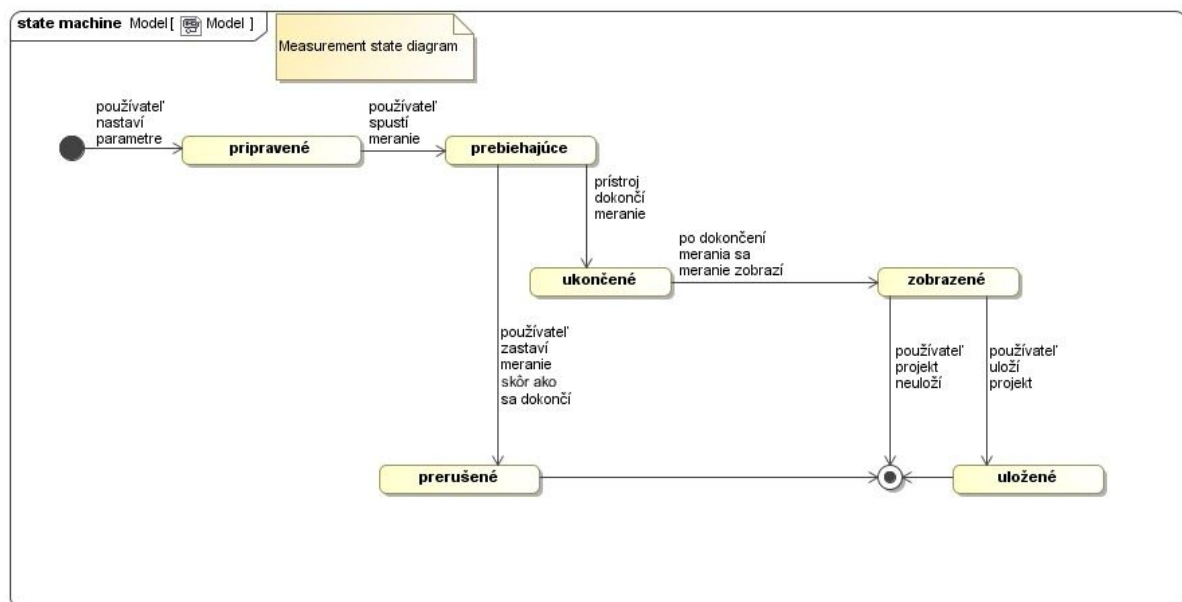 state machine Model [ Model ]
Measurement state diagram
používateľ
nastaví
parametre
používateľ
spustí
meranie
pripravené
prebiehajúce
prístroj
dokončí
meranie
po dokončení
merania sa
meranie zobrazí
ukončené
zobrazené
používateľ
zastaví
meranie
skôr ako
sa dokončí
používateľ
projekt
neuloží
používateľ
uloží
projekt
prerušené
uložené